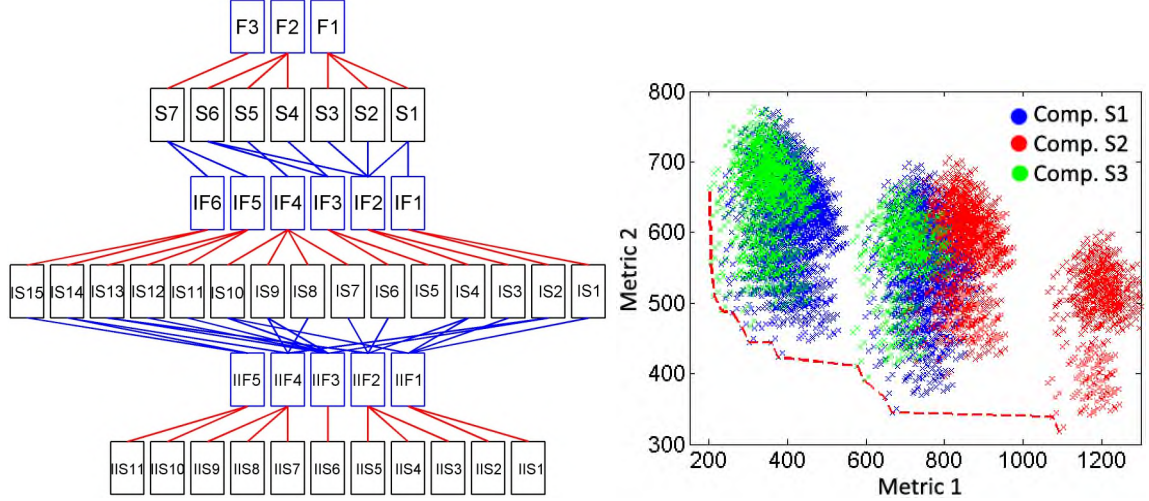 F3 F2 F1
S7 S6 S5 S4 S3 S2 S1
IF6 IF5 IF4 IF3 IF2 IF1
IS15 IS14 IS13 IS12 IS11 IS10 IS9 IS8 IS7 IS6 IS5 IS4 IS3 IS2 IS1
IIF5 IIF4 IIF3 IIF2 IIF1
IIS11 IIS10 IIS9 IIS8 IIS7 IIS6 IIS5 IIS4 IIS3 IIS2 IIS1
800
700
600
500
400
300
Metric 2
Comp. S1
Comp. S2
Comp. S3
200 400 600 800 1000 1200
Metric 1